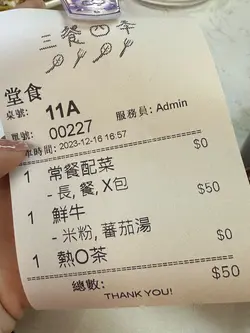 三餐四季
堂食
桌號: 11A 服務員: Admin
單號: 00227
單時間: 2023-12-16 16:57
1 常餐配菜 $0
- 長, 餐, X包
1 鮮牛 $50
- 米粉, 蕃茄湯
1 熱O茶 $0
總數: $50
THANK YOU!